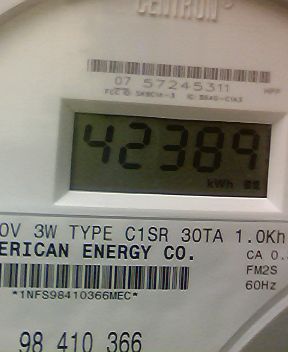 CENTRON®
07 57245311
42389
kWh
0V 3W TYPE C1SR 30TA 1.0Kh
ERICAN ENERGY CO.
CA 0.
FM2S
*1NFS98410366MEC*
60Hz
98 410 366